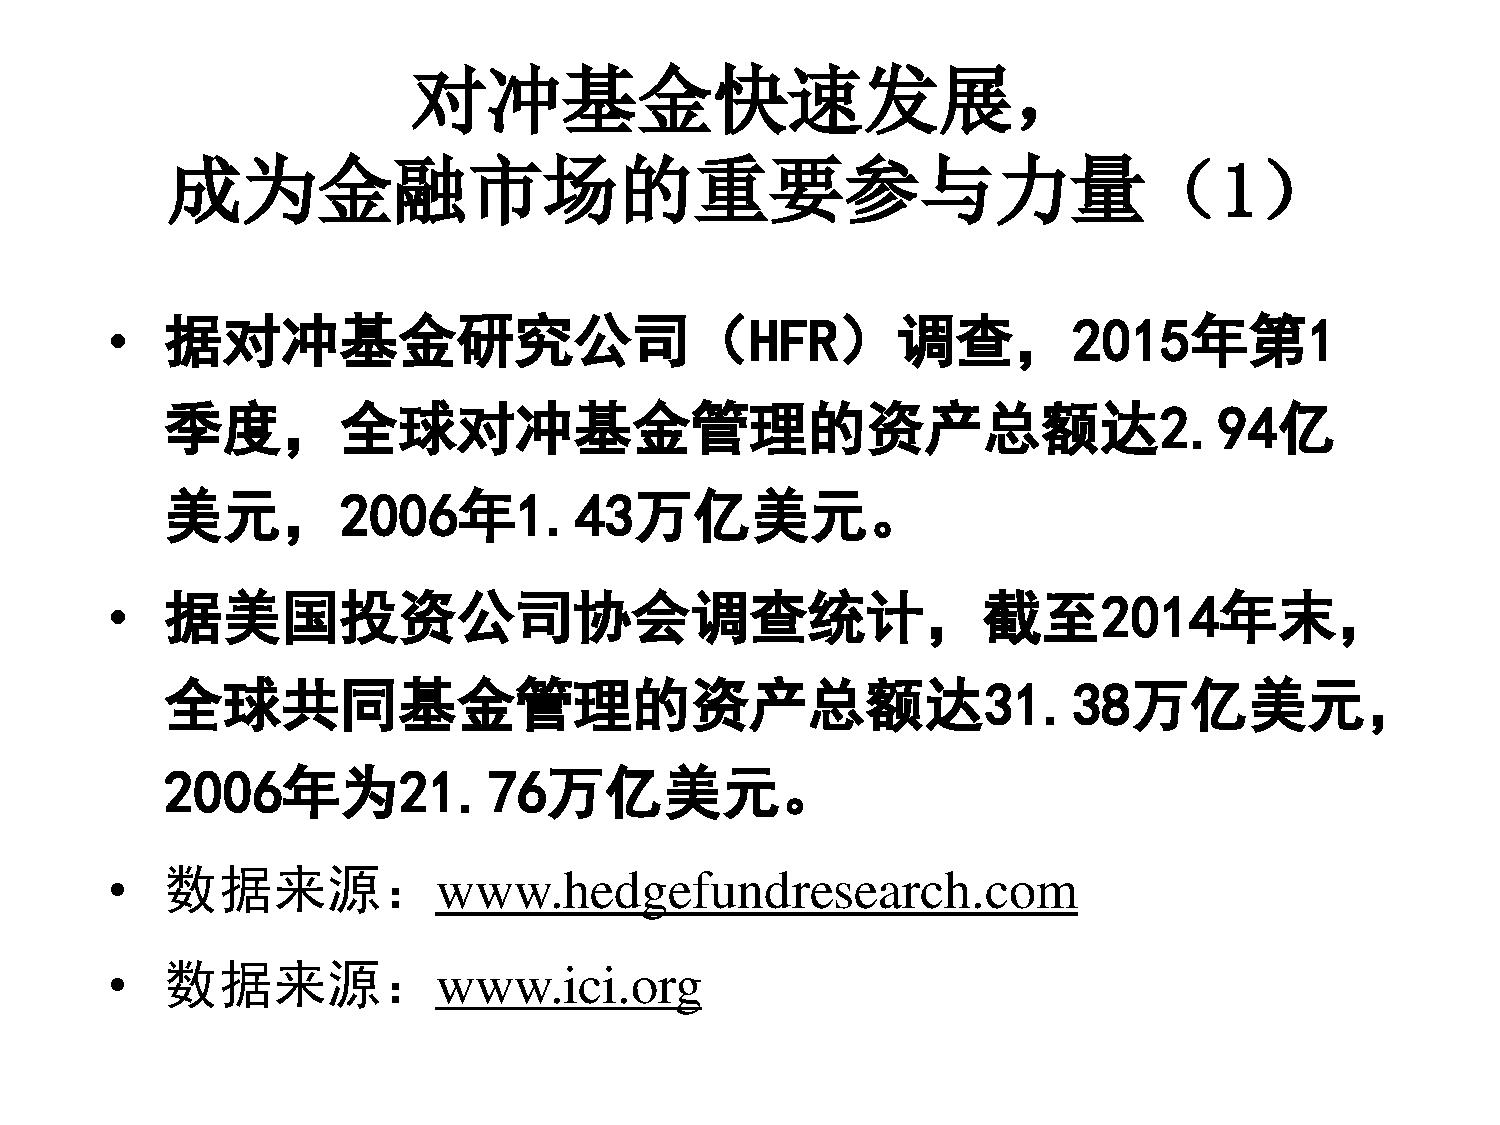 对冲基金快速发展，
成为金融市场的重要参与力量（1）
• 据对冲基金研究公司（HFR）调查，2015年第1
季度，全球对冲基金管理的资产总额达2.94亿
美元，2006年1.43万亿美元。
• 据美国投资公司协会调查统计，截至2014年末，
全球共同基金管理的资产总额达31.38万亿美元，
2006年为21.76万亿美元。
• 数据来源：www.hedgefundresearch.com
• 数据来源：www.ici.org